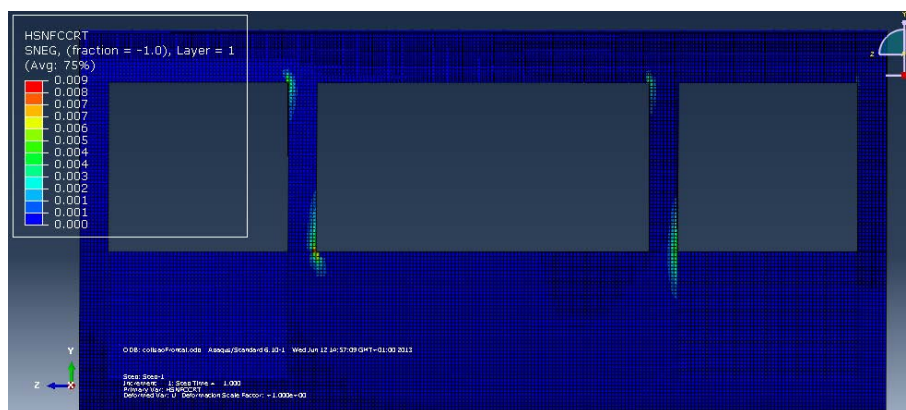 HSNFCCRT
SNEG, (fraction = -1.0), Layer = 1
(Avg: 75%)
0.009
0.008
0.007
0.007
0.006
0.005
0.004
0.004
0.003
0.002
0.001
0.001
0.000
Y
Z
Y
Z
X
ODB: colisaoFrontal.odb Abaqus/Standard 6.10-1 Wed Jun 12 14:57:09 GMT+01:00 2013
Step: Step-1
Increment 1: Step Time = 1.000
Primary Var: HSNFCCRT
Deformed Var: U Deformation Scale Factor: +1.000e+00